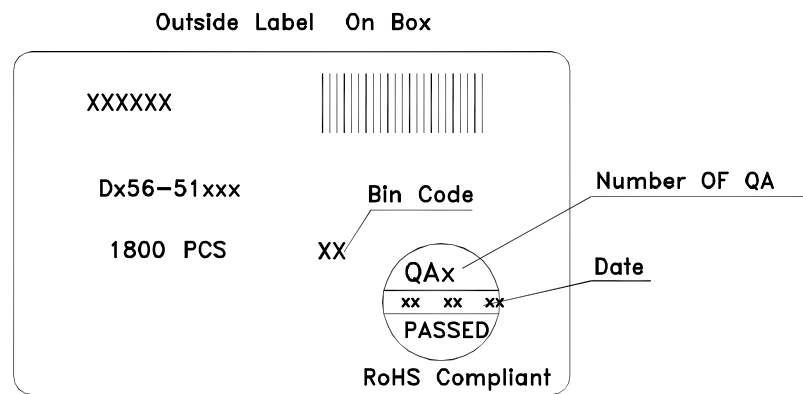 Outside Label On Box
XXXXXX
Dx56-51xxx
Bin Code
Number OF QA
1800 PCS
XX
QAx
Date
xx xx xx
PASSED
RoHS Compliant